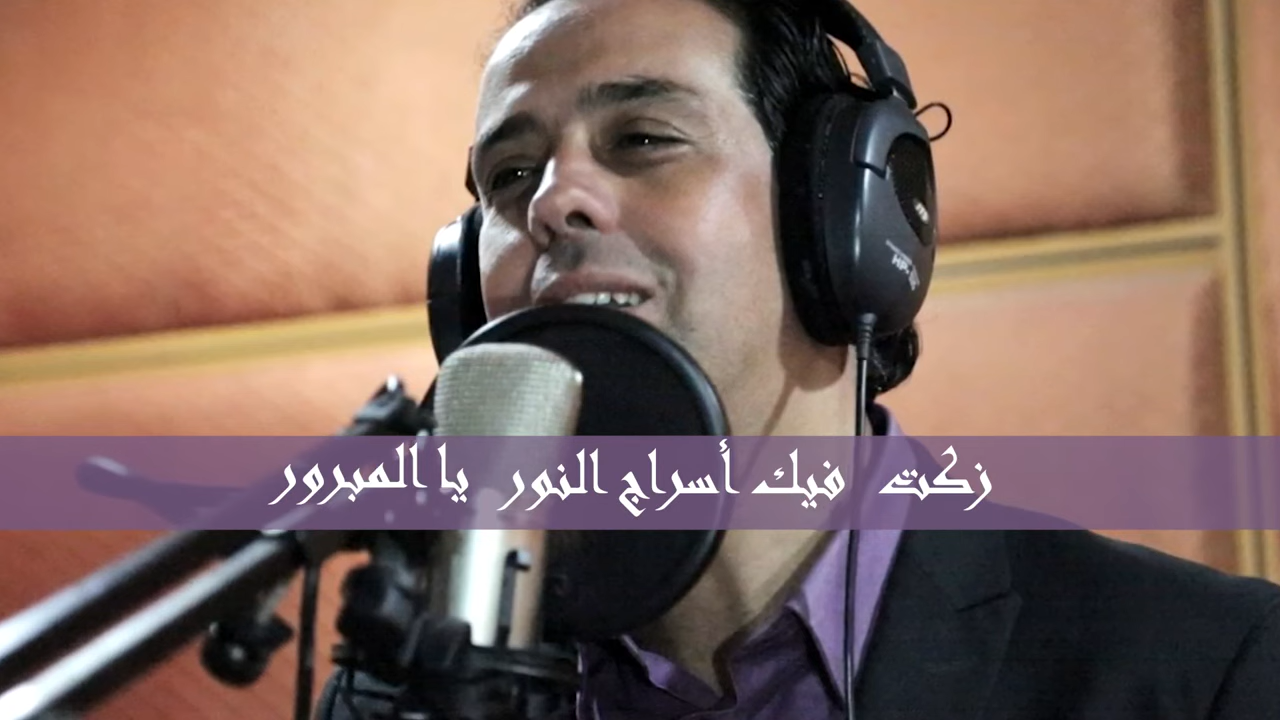 زكت فيك أسراج النور يا المبرور